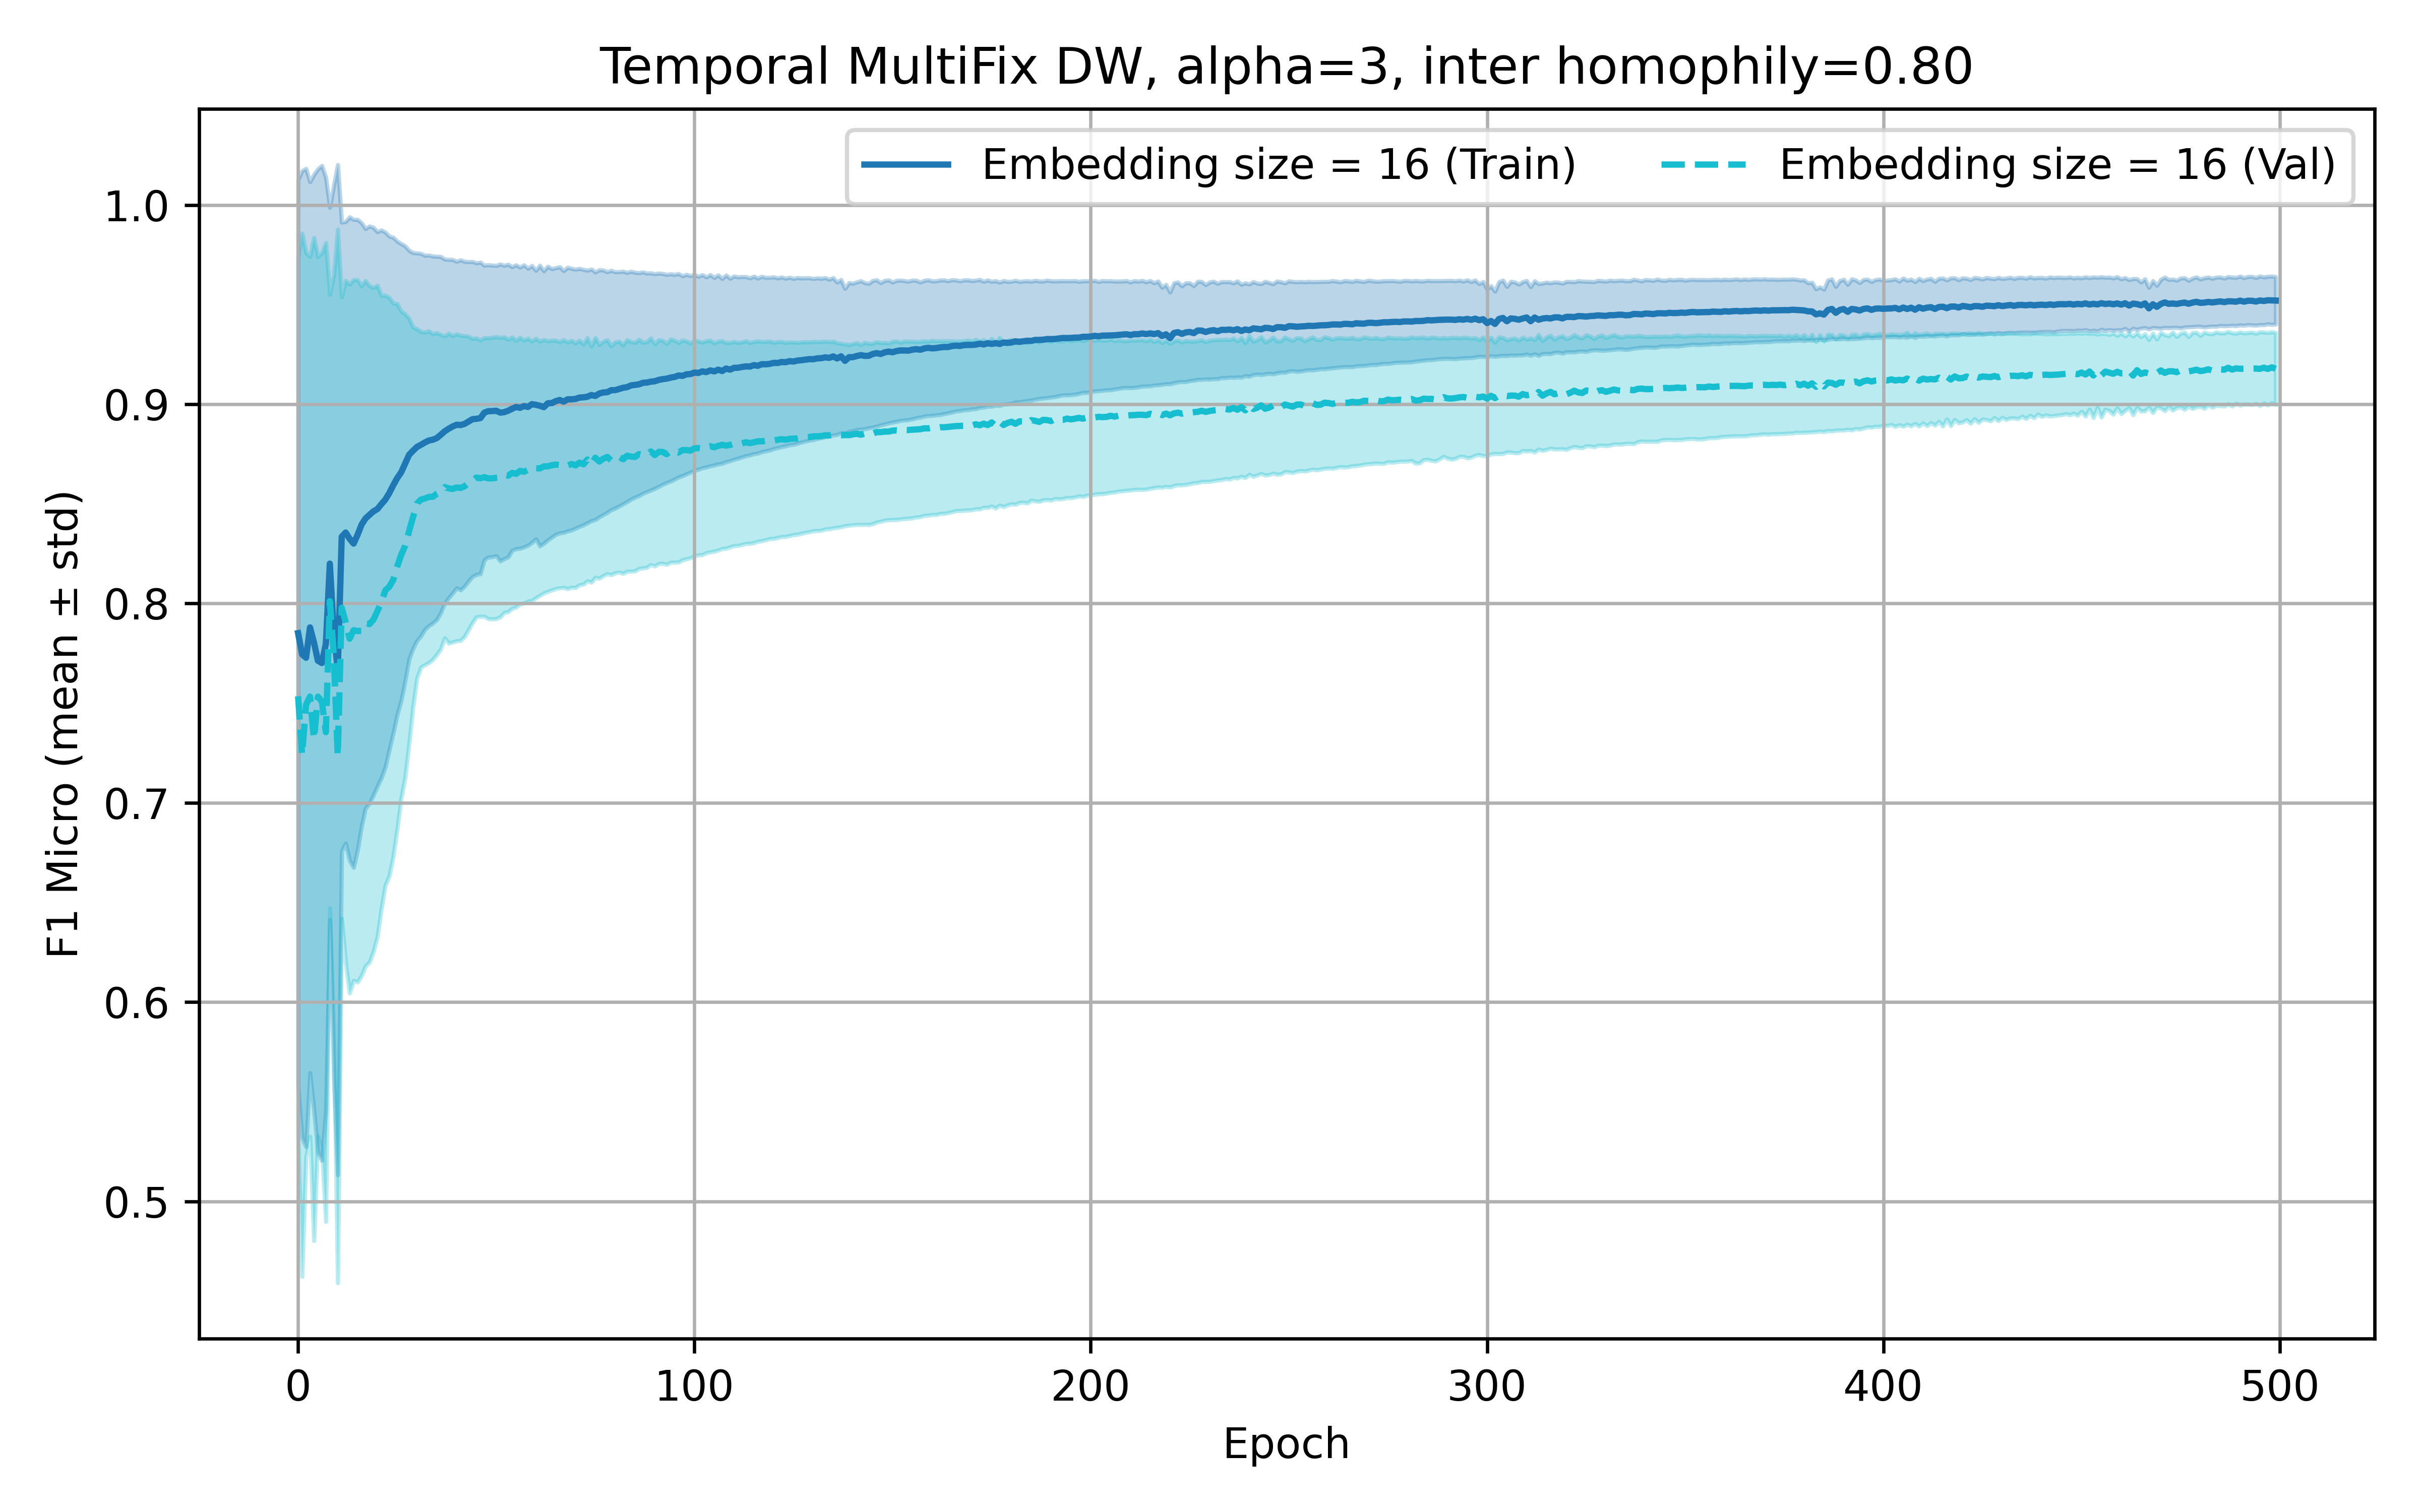 Temporal MultiFix DW, alpha=3, inter homophily=0.80
Embedding size = 16 (Train)
Embedding size = 16 (Val)
F1 Micro (mean ± std)
1.0
0.9
0.8
0.7
0.6
0.5
0
100
200
300
400
500
Epoch